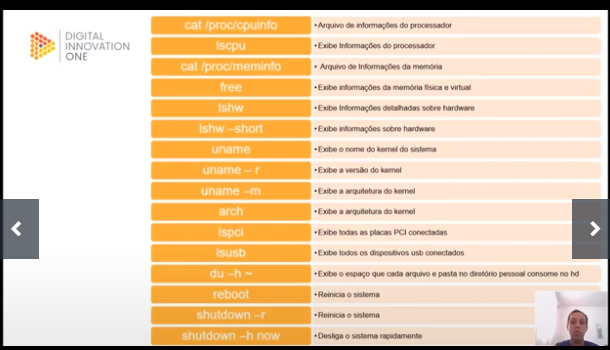 DIGITAL
INNOVATION
ONE
cat /proc/cpuinfo • Arquivo de informações do processador
lscpu • Exibe Informações do processador
cat /proc/meminfo • Arquivo de Informações da memória
free • Exibe informações da memória física e virtual
lshw • Exibe Informações detalhadas sobre hardware
lshw –short • Exibe informações sobre hardware
uname • Exibe o nome do kernel do sistema
uname – r • Exibe a versão do kernel
uname –m • Exibe a arquitetura do kernel
arch • Exibe a arquitetura do kernel
lspci • Exibe todas as placas PCI conectadas
lsusb • Exibe todos os dispositivos usb conectados
du –h ~ • Exibe o espaço que cada arquivo e pasta no diretório pessoal consome no hd
reboot • Reinicia o sistema
shutdown –r • Reinicia o sistema
shutdown –h now • Desliga o sistema rapidamente